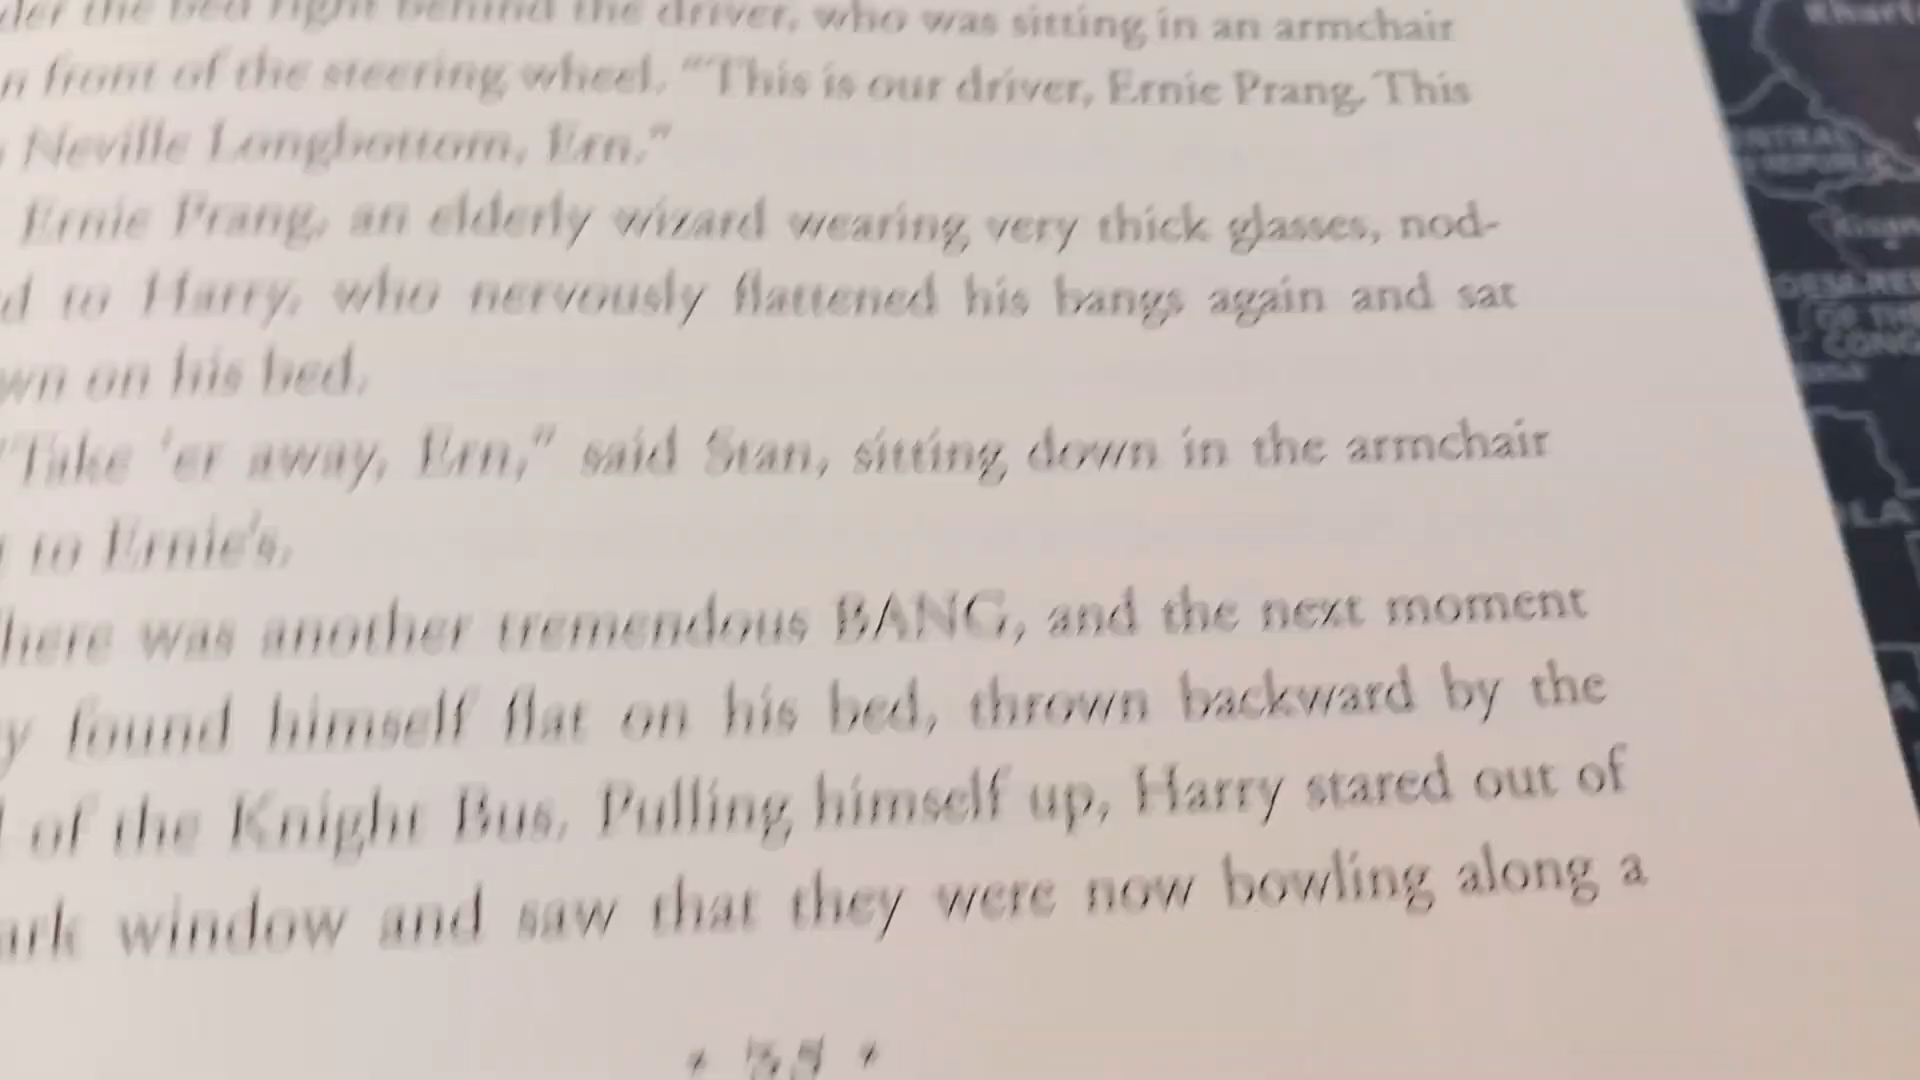 the bed right behind the driver, who was sitting in an armchair
front of the steering wheel. "This is our driver, Ernie Prang. This
Neville Longbottom, Ern."
Ernie Prang, an elderly wizard wearing very thick glasses, nod-
d to Harry, who nervously flattened his bangs again and sat
wn on his bed.
"Take 'er away, Ern," said Stan, sitting down in the armchair
to Ernie's.
here was another tremendous BANG, and the next moment
y found himself flat on his bed, thrown backward by the
of the Knight Bus. Pulling himself up, Harry stared out of
ark window and saw that they were now bowling along a
CONG